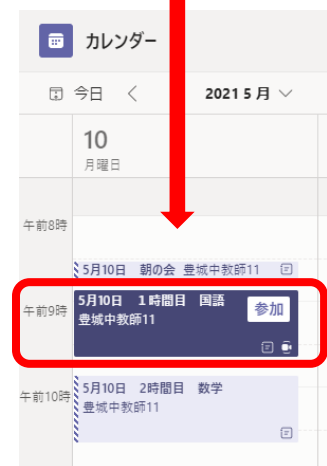 カレンダー
今日
2021 5 月
10
月曜日
午前8時
5月10日 朝の会 豊城中教師11
午前9時
5月10日 1時間目 国語
参加
豊城中教師11
午前10時
5月10日 2時間目 数学
豊城中教師11